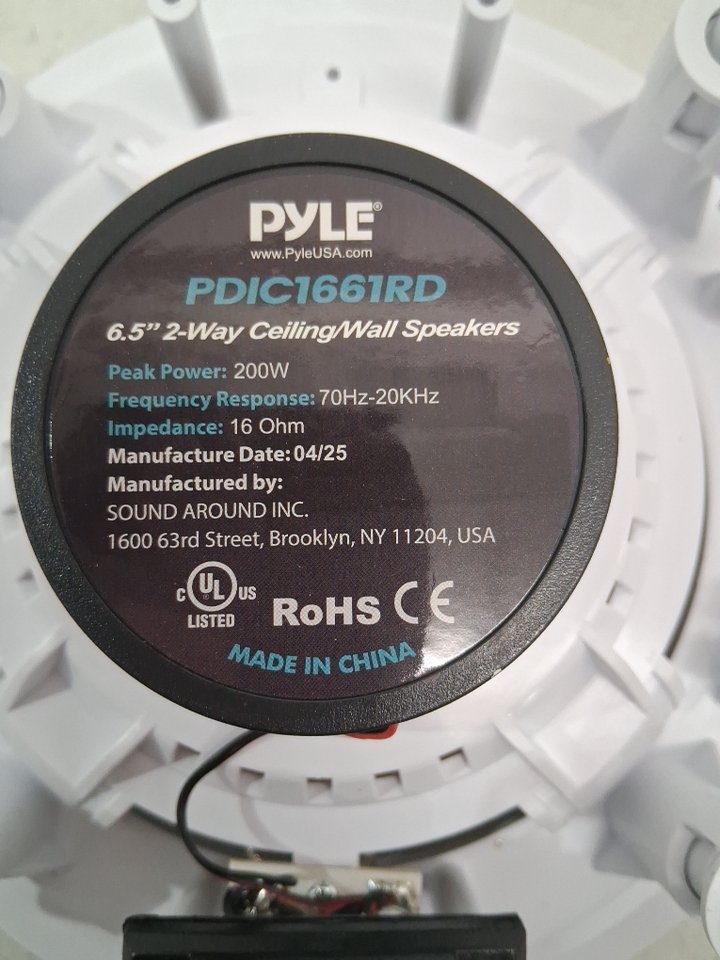 PYLE®
www.PyleUSA.com
PDIC1661RD
6.5” 2-Way Ceiling/Wall Speakers
Peak Power: 200W
Frequency Response: 70Hz-20KHz
Impedance: 16 Ohm
Manufacture Date: 04/25
Manufactured by:
SOUND AROUND INC.
1600 63rd Street, Brooklyn, NY 11204, USA
C UL® US
LISTED
RoHS CE
MADE IN CHINA